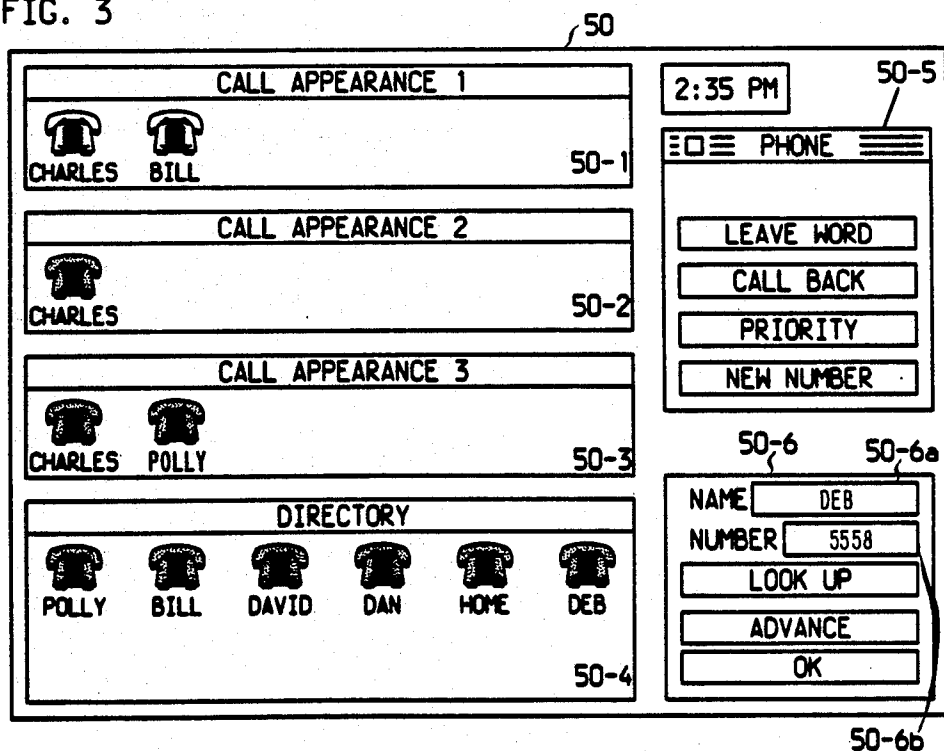 FIG. 3
50
CALL APPEARANCE 1
CHARLES BILL
50-1
CALL APPEARANCE 2
CHARLES
50-2
CALL APPEARANCE 3
CHARLES POLLY
50-3
DIRECTORY
POLLY BILL DAVID DAN HOME DEB
50-4
2:35 PM
50-5
PHONE
LEAVE WORD
CALL BACK
PRIORITY
NEW NUMBER
50-6
50-6a
NAME DEB
NUMBER 5558
LOOK UP
ADVANCE
OK
50-6b